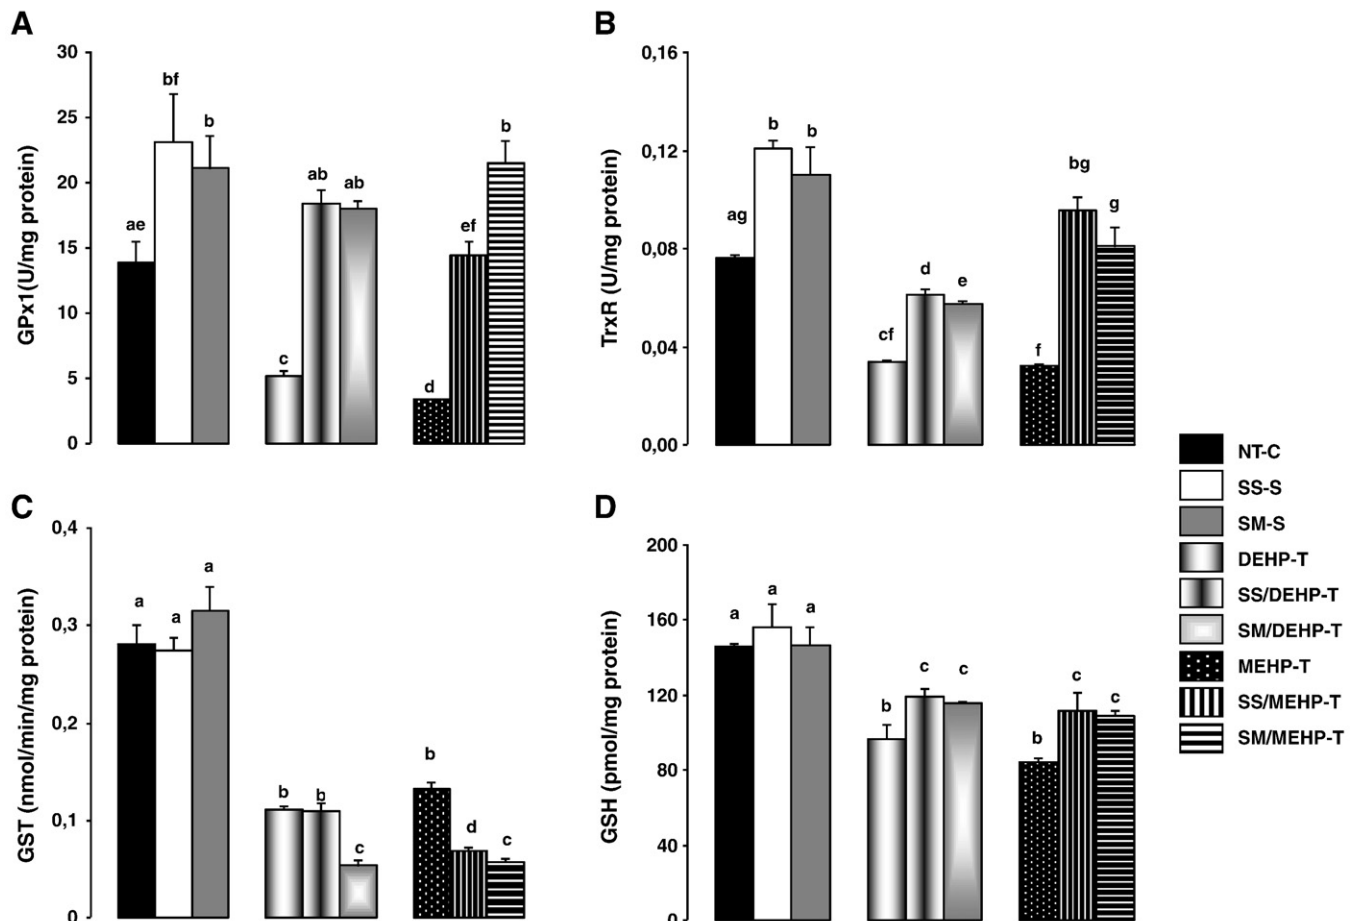 A
GPx1(U/mg protein)
30
25
20
15
10
5
0
ae
bf
b
c
ab
ab
d
ef
b
B
TrxR (U/mg protein)
0,16
0,12
0,08
0,04
0,00
ag
b
b
cf
d
e
f
bg
g
C
GST (nmol/min/mg protein)
0,4
0,3
0,2
0,1
0
a
a
a
b
b
c
b
d
c
D
GSH (pmol/mg protein)
200
160
120
80
40
0
a
a
a
b
c
c
b
c
c
NT-C
SS-S
SM-S
DEHP-T
SS/DEHP-T
SM/DEHP-T
MEHP-T
SS/MEHP-T
SM/MEHP-T